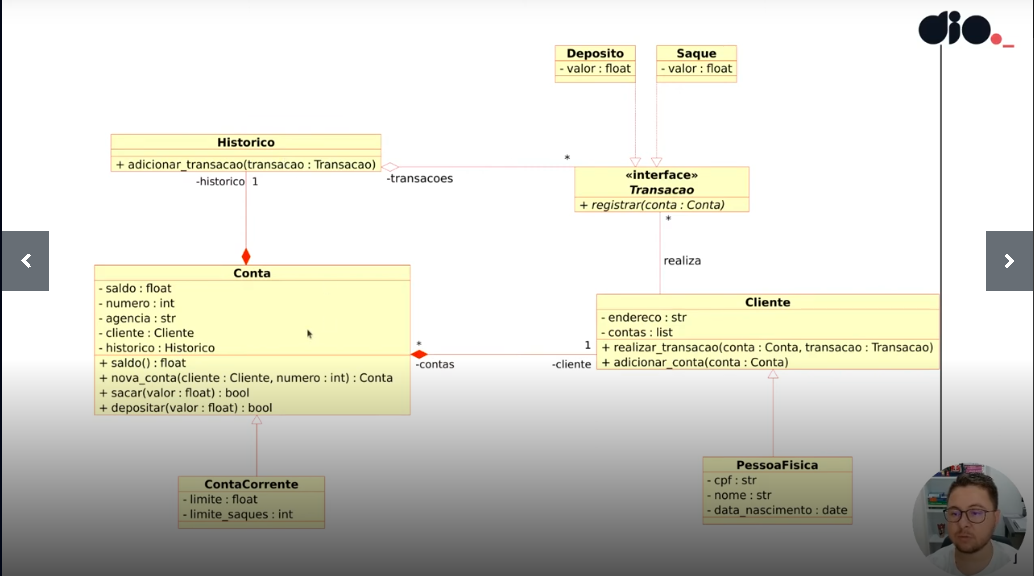 dio._
Deposito
- valor : float
Saque
- valor : float
Historico
+ adicionar_transacao(transacao : Transacao)
-historico 1
-transacoes
*
«interface»
Transacao
+ registrar(conta : Conta)
*
realiza
Conta
- saldo : float
- numero : int
- agencia : str
- cliente : Cliente
- historico : Historico
+ saldo() : float
+ nova_conta(cliente : Cliente, numero : int) : Conta
+ sacar(valor : float) : bool
+ depositar(valor : float) : bool
*
-contas
1
-cliente
Cliente
- endereco : str
- contas : list
+ realizar_transacao(conta : Conta, transacao : Transacao)
+ adicionar_conta(conta : Conta)
ContaCorrente
- limite : float
- limite_saques : int
PessoaFisica
- cpf : str
- nome : str
- data_nascimento : date